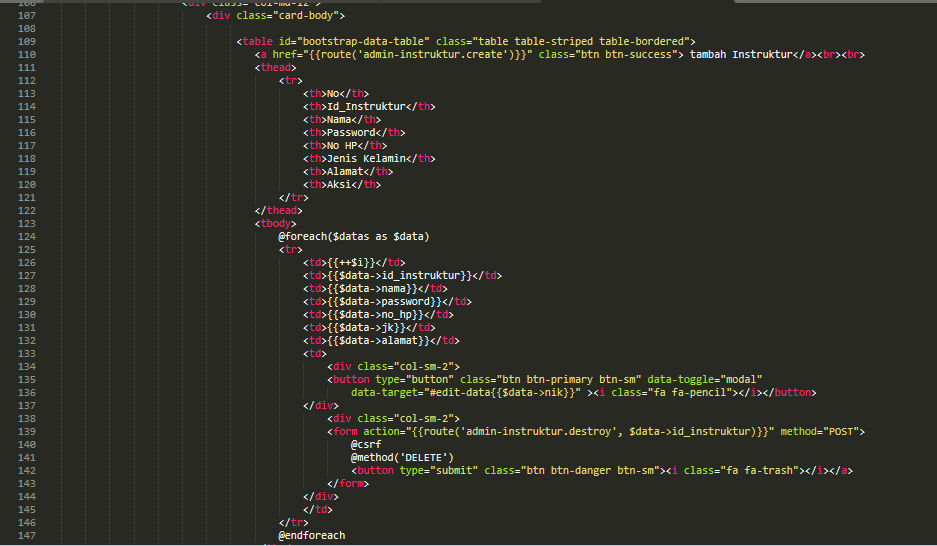 106 <div class="col-md-12">
107 <div class="card-body">
108
109 <table id="bootstrap-data-table" class="table table-striped table-bordered">
110 <a href="{{route('admin-instruktur.create')}}" class="btn btn-success"> tambah Instruktur</a><br><br>
111 <thead>
112 <tr>
113 <th>No</th>
114 <th>Id_Instruktur</th>
115 <th>Nama</th>
116 <th>Password</th>
117 <th>No HP</th>
118 <th>Jenis Kelamin</th>
119 <th>Alamat</th>
120 <th>Aksi</th>
121 </tr>
122 </thead>
123 <tbody>
124 @foreach($datas as $data)
125 <tr>
126 <td>{{++$i}}</td>
127 <td>{{$data->id_instruktur}}</td>
128 <td>{{$data->nama}}</td>
129 <td>{{$data->password}}</td>
130 <td>{{$data->no_hp}}</td>
131 <td>{{$data->jk}}</td>
132 <td>{{$data->alamat}}</td>
133 <td>
134 <div class="col-sm-2">
135 <button type="button" class="btn btn-primary btn-sm" data-toggle="modal"
136 data-target="#edit-data{{$data->nik}}" ><i class="fa fa-pencil"></i></button>
137 </div>
138 <div class="col-sm-2">
139 <form action="{{route('admin-instruktur.destroy', $data->id_instruktur)}}" method="POST">
140 @csrf
141 @method('DELETE')
142 <button type="submit" class="btn btn-danger btn-sm"><i class="fa fa-trash"></i></a>
143 </form>
144 </div>
145 </td>
146 </tr>
147 @endforeach